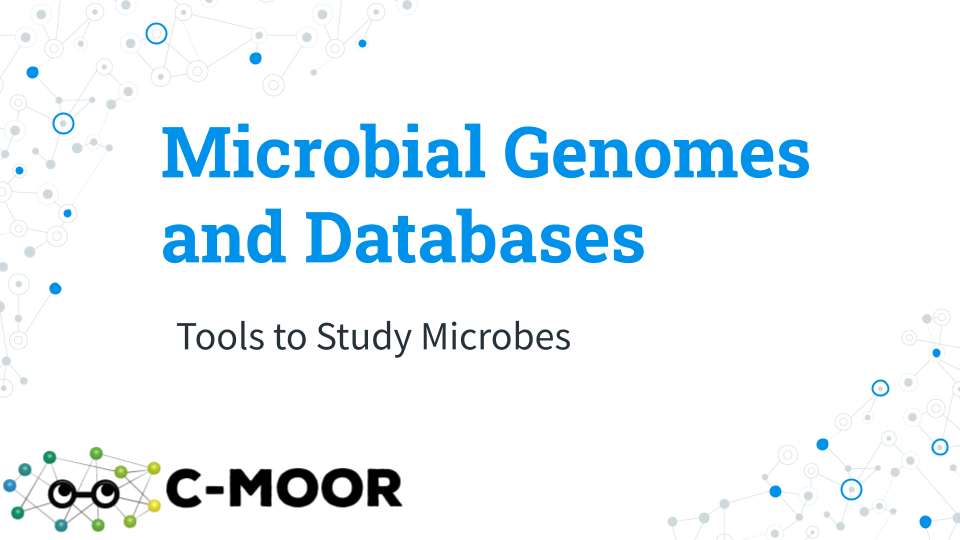 Microbial Genomes
and Databases
Tools to Study Microbes
C-MOOR